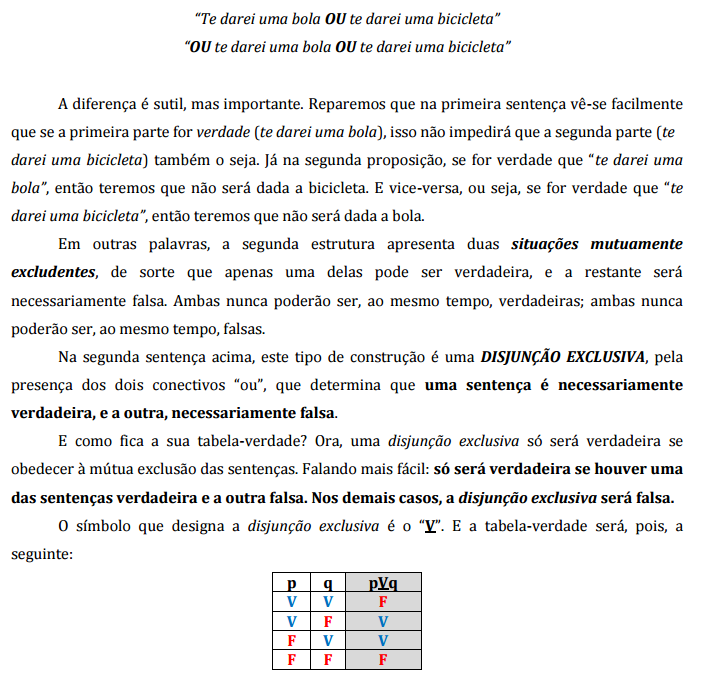 “Te darei uma bola OU te darei uma bicicleta”
“OU te darei uma bola OU te darei uma bicicleta”
A diferença é sutil, mas importante. Reparemos que na primeira sentença vê-se facilmente
que se a primeira parte for verdade (te darei uma bola), isso não impedirá que a segunda parte (te
darei uma bicicleta) também o seja. Já na segunda proposição, se for verdade que “te darei uma
bola”, então teremos que não será dada a bicicleta. E vice-versa, ou seja, se for verdade que “te
darei uma bicicleta”, então teremos que não será dada a bola.
Em outras palavras, a segunda estrutura apresenta duas situações mutuamente
excludentes, de sorte que apenas uma delas pode ser verdadeira, e a restante será
necessariamente falsa. Ambas nunca poderão ser, ao mesmo tempo, verdadeiras; ambas nunca
poderão ser, ao mesmo tempo, falsas.
Na segunda sentença acima, este tipo de construção é uma DISJUNÇÃO EXCLUSIVA, pela
presença dos dois conectivos “ou”, que determina que uma sentença é necessariamente
verdadeira, e a outra, necessariamente falsa.
E como fica a sua tabela-verdade? Ora, uma disjunção exclusiva só será verdadeira se
obedecer à mútua exclusão das sentenças. Falando mais fácil: só será verdadeira se houver uma
das sentenças verdadeira e a outra falsa. Nos demais casos, a disjunção exclusiva será falsa.
O símbolo que designa a disjunção exclusiva é o “V”. E a tabela-verdade será, pois, a
seguinte:
p q pVq
V V F
V F V
F V V
F F F